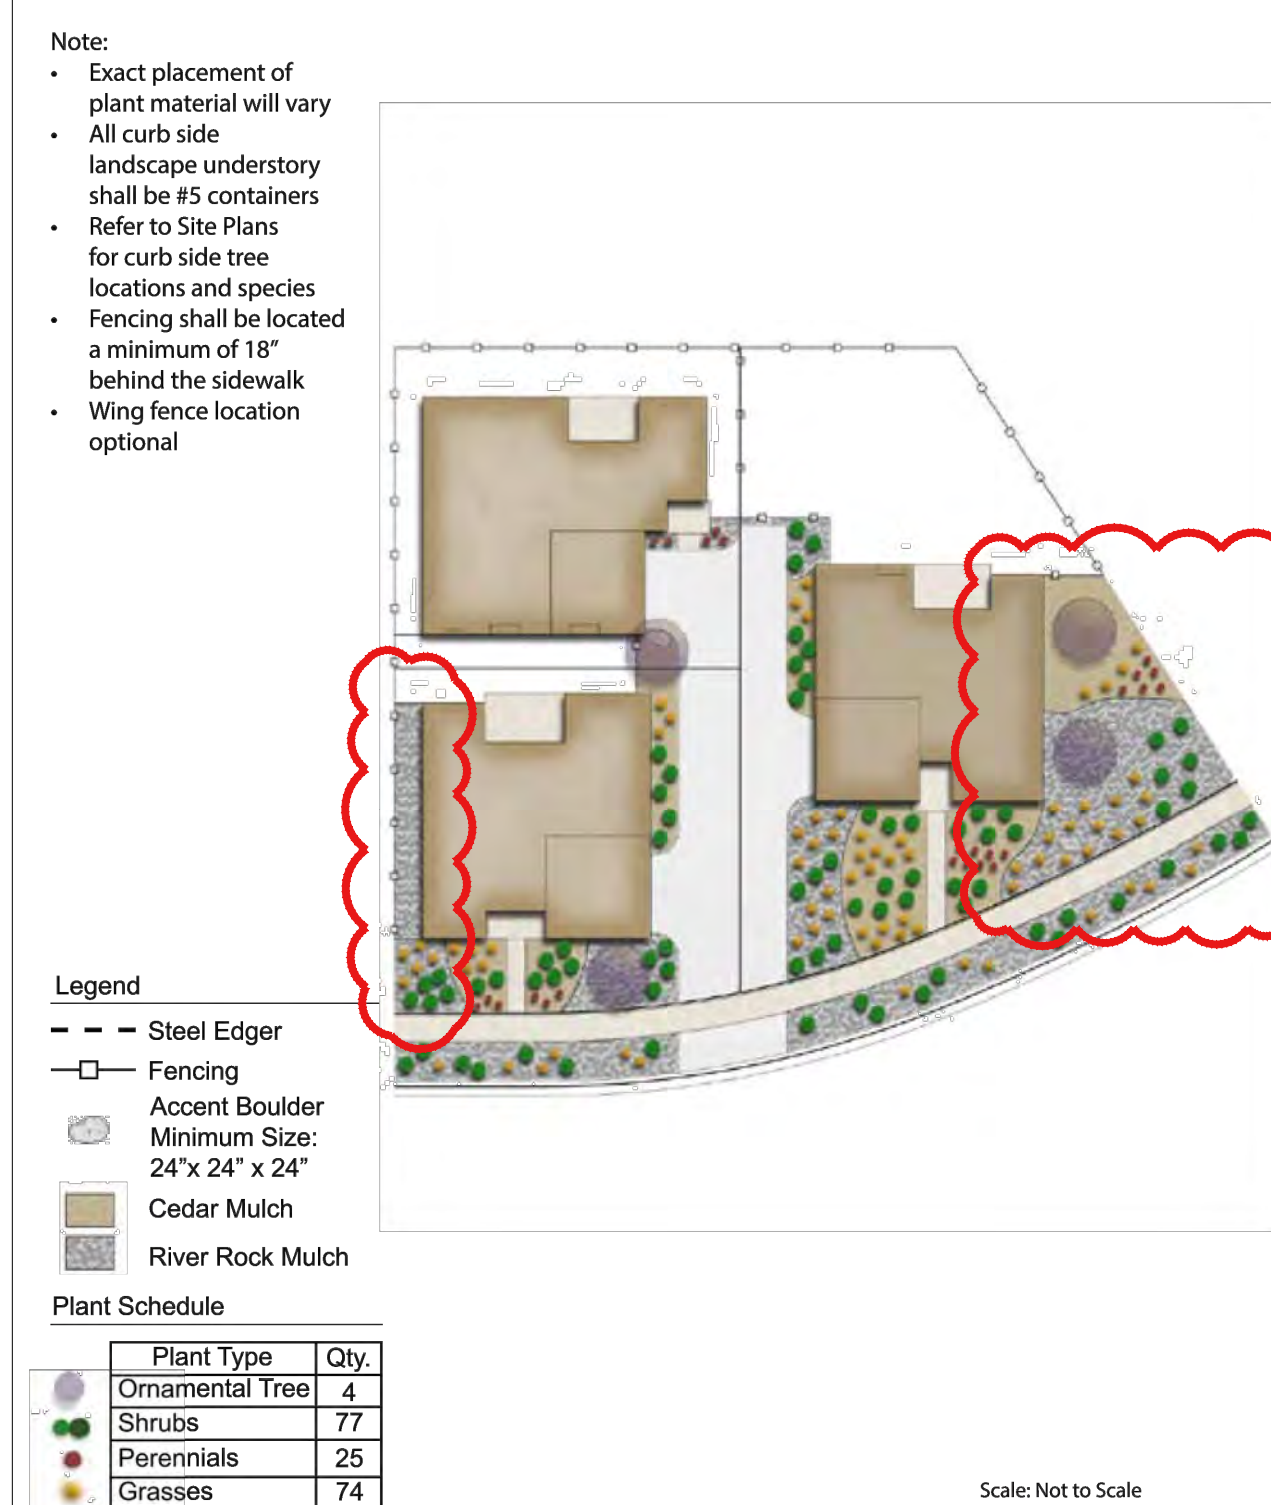 Note:
• Exact placement of
plant material will vary
• All curb side
landscape understory
shall be #5 containers
• Refer to Site Plans
for curb side tree
locations and species
• Fencing shall be located
a minimum of 18”
behind the sidewalk
• Wing fence location
optional
Legend
Steel Edger
Fencing
Accent Boulder
Minimum Size:
24”x 24” x 24”
Cedar Mulch
River Rock Mulch
Plant Schedule
Plant Type Qty.
Ornamental Tree 4
Shrubs 77
Perennials 25
Grasses 74
Scale: Not to Scale